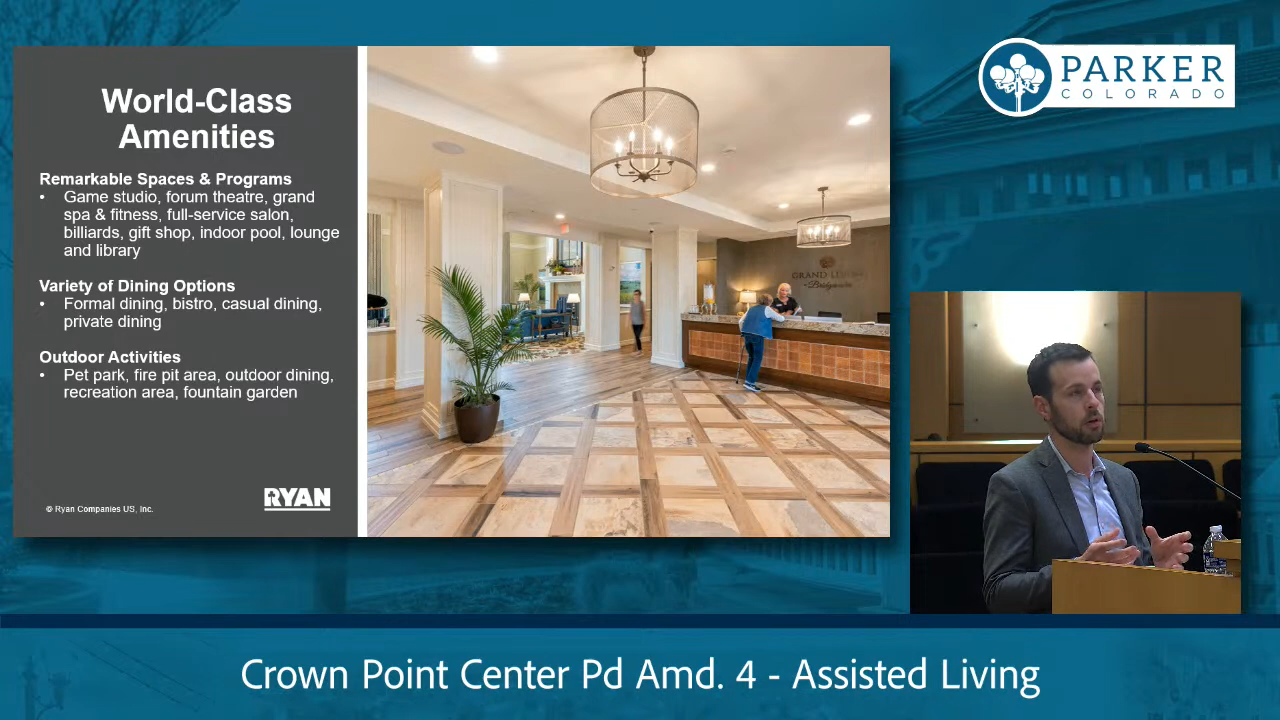 World-Class
Amenities
Remarkable Spaces & Programs
• Game studio, forum theatre, grand
spa & fitness, full-service salon,
billiards, gift shop, indoor pool, lounge
and library
Variety of Dining Options
• Formal dining, bistro, casual dining,
private dining
Outdoor Activities
• Pet park, fire pit area, outdoor dining,
recreation area, fountain garden
© Ryan Companies US, Inc.
RYAN
GRAND LIVING
PARKER
COLORADO
Crown Point Center Pd Amd. 4 - Assisted Living